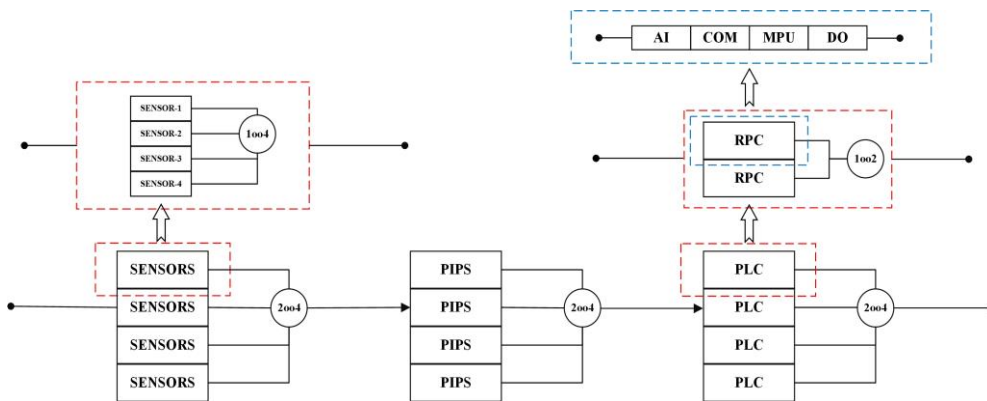 AI COM MPU DO
SENSOR-1
SENSOR-2
SENSOR-3
SENSOR-4
1oo4
RPC
RPC
1oo2
SENSORS
SENSORS
SENSORS
SENSORS
2oo4
PIPS
PIPS
PIPS
PIPS
2oo4
PLC
PLC
PLC
PLC
2oo4